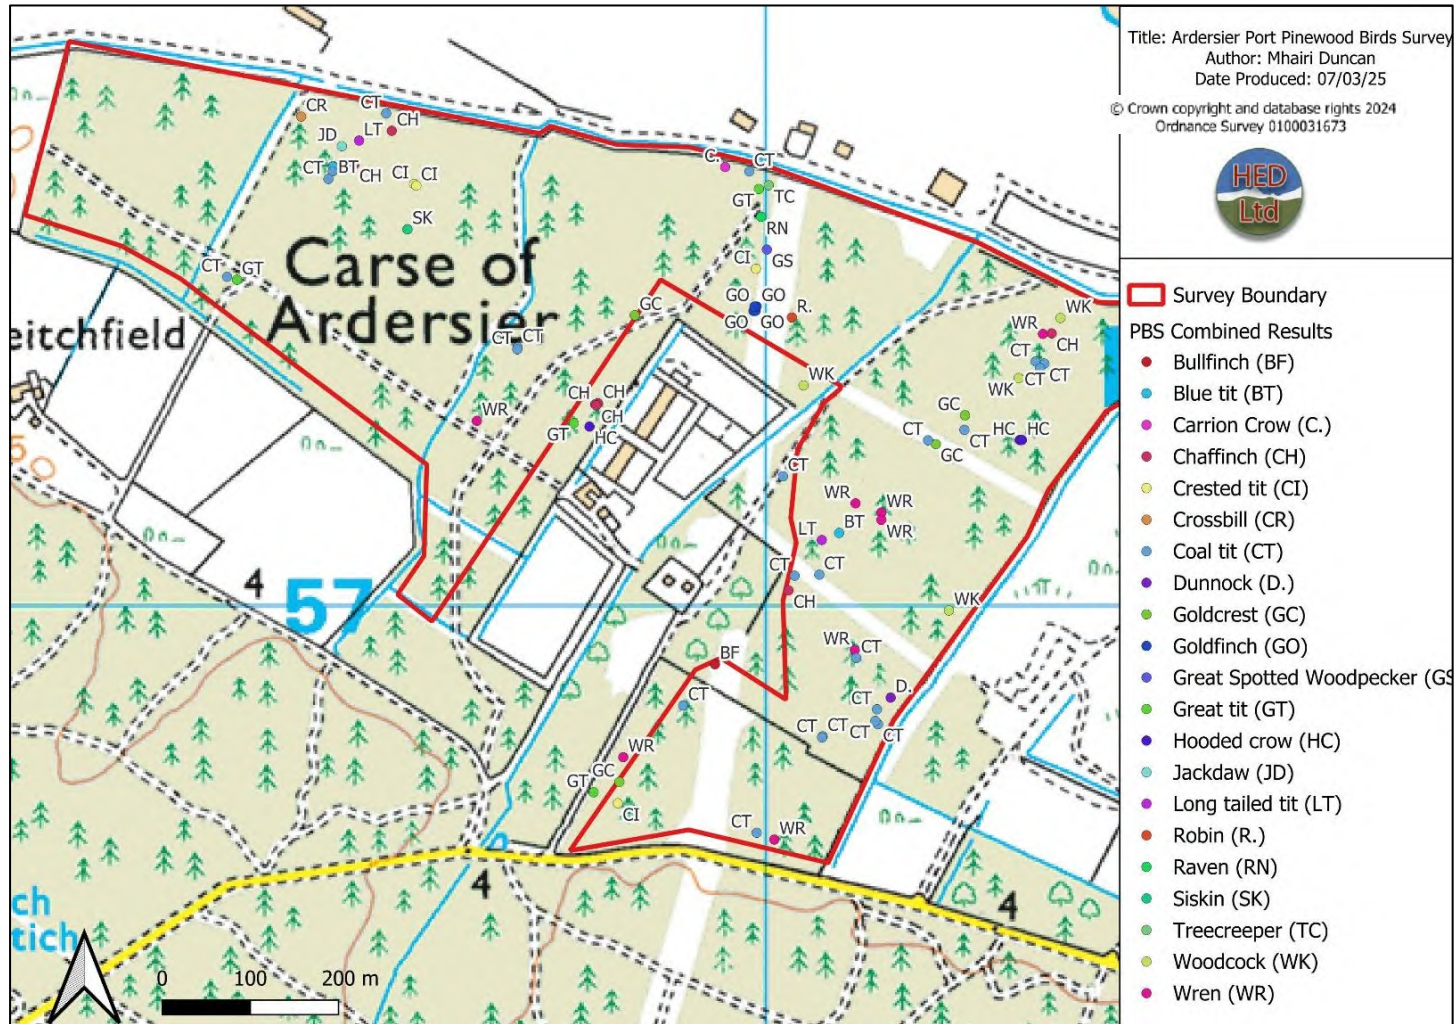 Title: Ardersier Port Pinewood Birds Survey
Author: Mhairi Duncan
Date Produced: 07/03/25
© Crown copyright and database rights 2024
Ordnance Survey 0100031673
HED
Ltd
Survey Boundary
PBS Combined Results
Bullfinch (BF)
Blue tit (BT)
Carrion Crow (C.)
Chaffinch (CH)
Crested tit (CI)
Crossbill (CR)
Coal tit (CT)
Dunnock (D.)
Goldcrest (GC)
Goldfinch (GO)
Great Spotted Woodpecker (GS
Great tit (GT)
Hooded crow (HC)
Jackdaw (JD)
Long tailed tit (LT)
Robin (R.)
Raven (RN)
Siskin (SK)
Treecreeper (TC)
Woodcock (WK)
Wren (WR)
CR
CT
CH
LT
JD
CT
BT
CH
CI
CI
SK
C.
CT
GT
TC
RN
GS
CI
GO
GO
GO
GO
R.
CT
GT
Carse of
Ardersier
eitchfield
GC
CT
CT
WR
CH
CH
CH
GT
HC
WK
WK
WR
CH
CT
CT
WK
CT
GC
CT
CT
GC
HC
HC
CT
WR
WR
WR
LT
BT
CT
CT
CH
WK
50
4
57
WR
CT
BF
CT
D.
CT
CT
CT
CT
CT
WR
GC
GT
CI
CT
WR
4
4
ch
tich
0
100
200 m